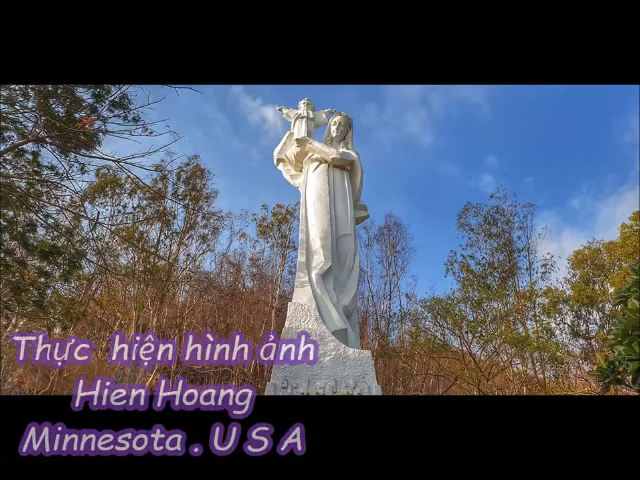 Thực hiện hình ảnh
Hien Hoang
Minnesota . U S A